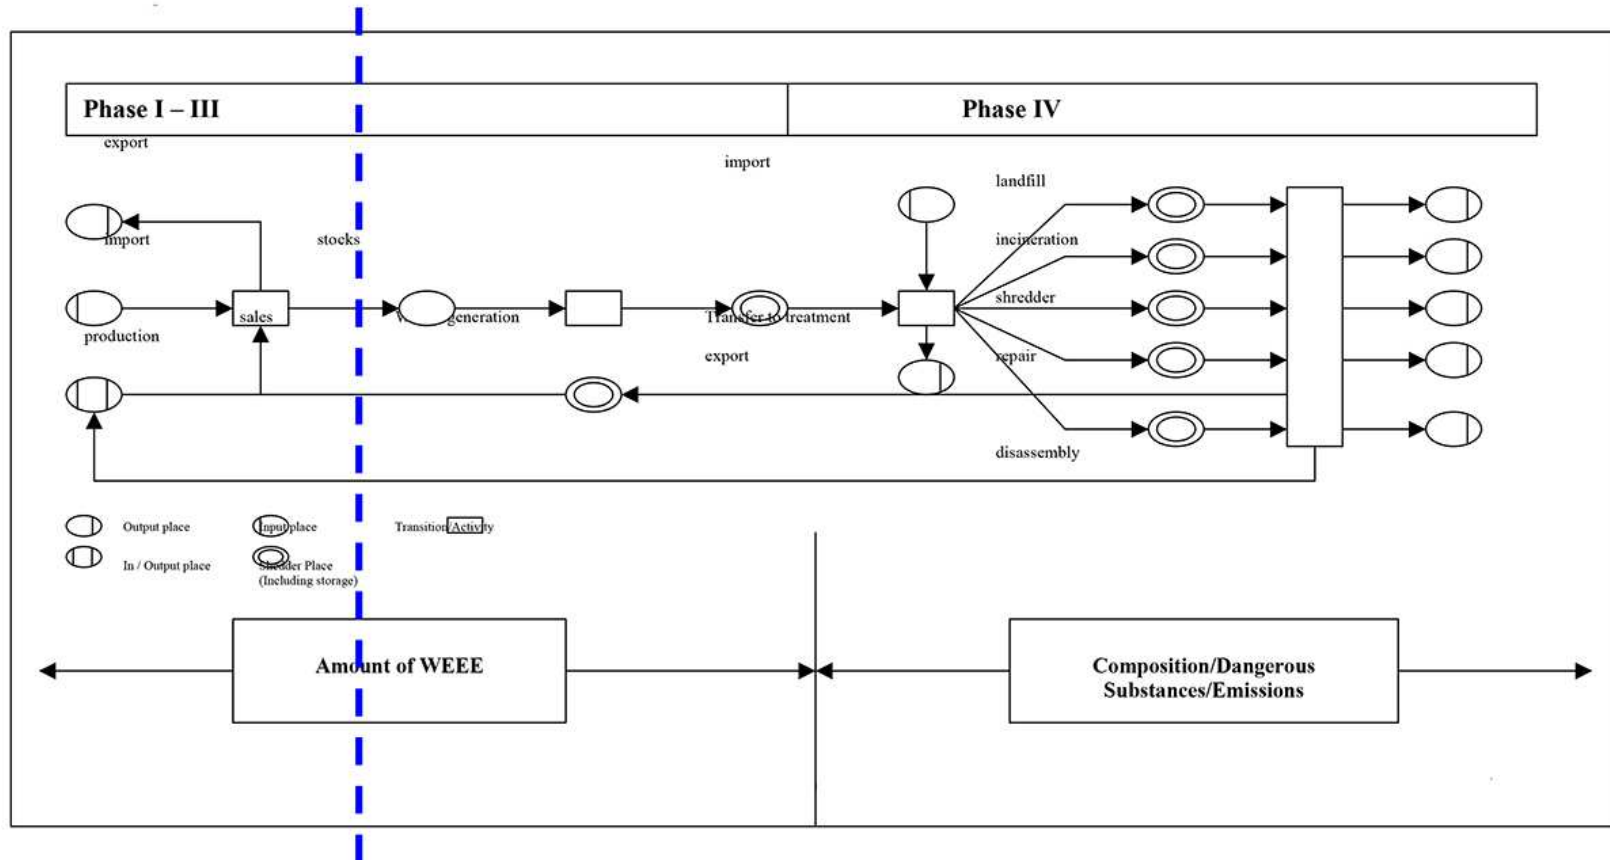 Phase I – III
Phase IV
export
import
landfill
import
stocks
incineration
shredder
sales
generation
Transfer to treatment
production
export
repair
disassembly
Output place
Input place
Transition/Activity
In / Output place
Shedder Place
(Including storage)
Amount of WEEE
Composition/Dangerous
Substances/Emissions